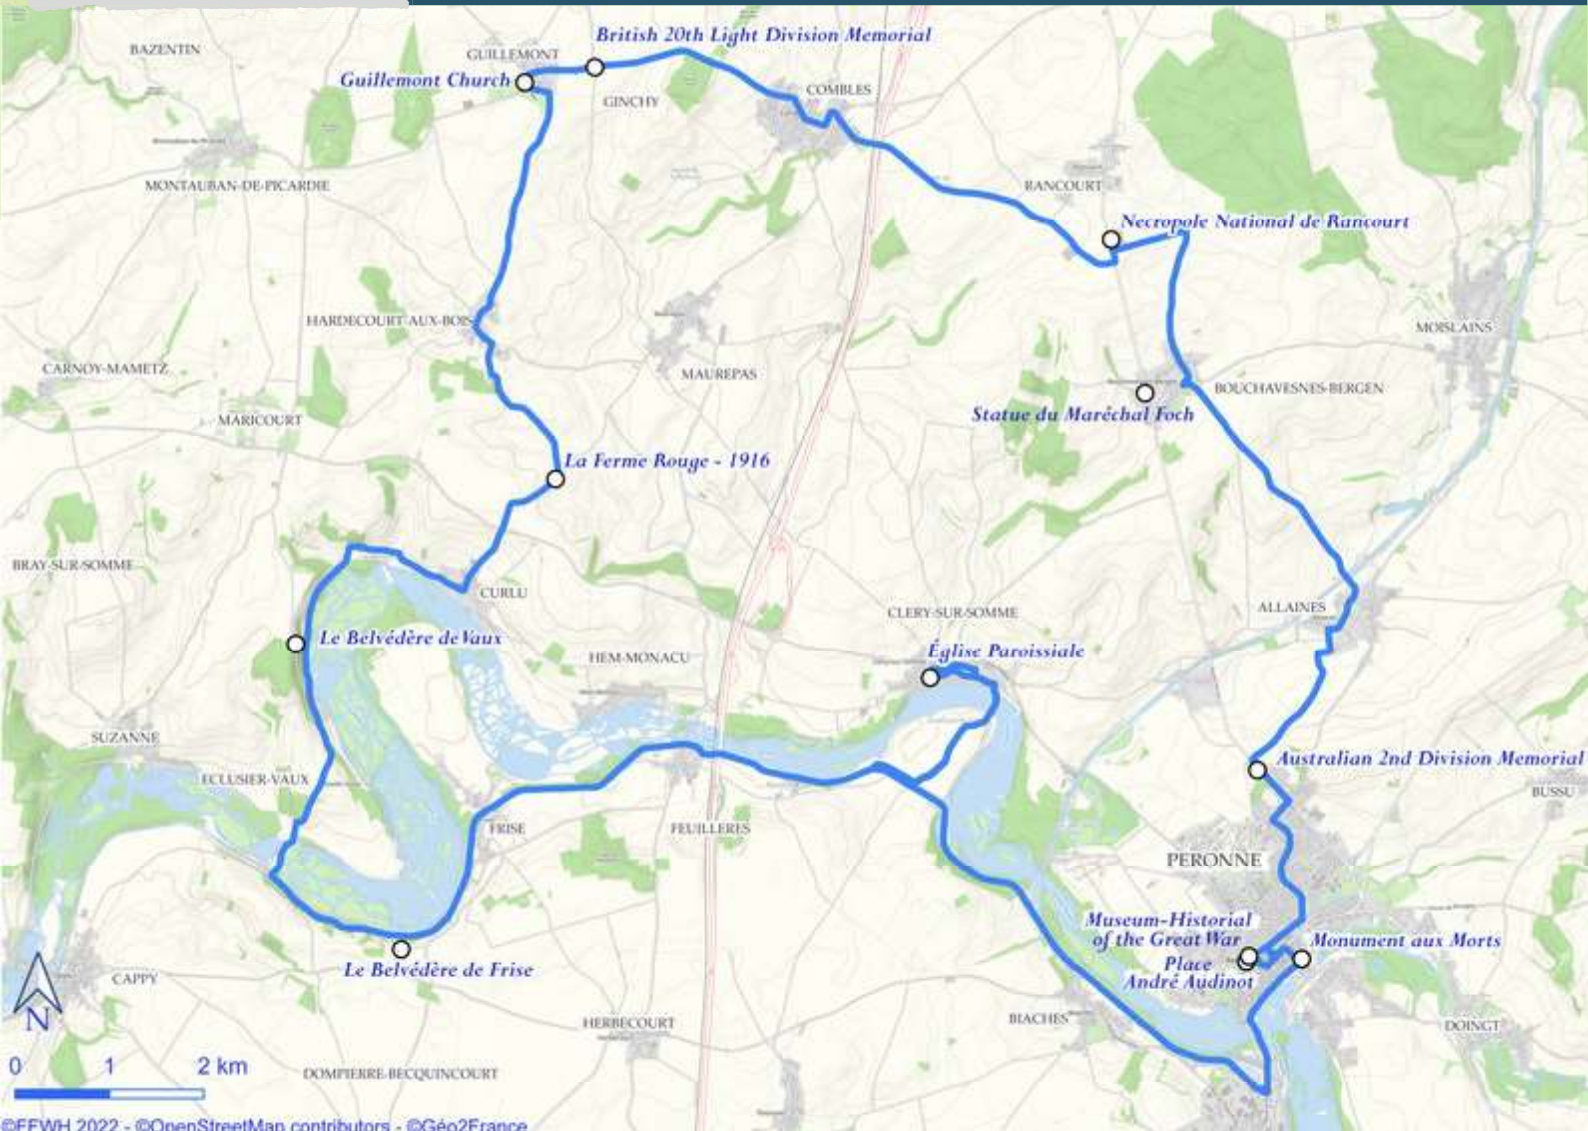 British 20th Light Division Memorial
BAZENTIN
GUILLEMONT
Guillemont Church
COMBLES
GINCHY
MONTAUBAN-DE-PICARDIE
RANCOURT
Necropole National de Rancourt
HARDECOURT-AUX-BOIS
MOISLAINS
CARNOY-MAMETZ
MAUREPAS
BOUCHAVESNES-BERGEN
MARICOURT
Statue du Maréchal Foch
La Ferme Rouge - 1916
BRAY-SUR-SOMME
CURLU
CLERY-SUR-SOMME
ALLAINES
Le Belvédère de Vaux
Église Paroissiale
HEM-MONACU
SUZANNE
Australian 2nd Division Memorial
ECLUSIER-VAUX
BUSSU
FRISE
FEUILLERES
PERONNE
Museum-Historial
of the Great War
Monument aux Morts
Place
André Audinot
Le Belvédère de Frise
CAPPY
N
HERBECOURT
BIACHES
DOINGT
0 1 2 km
DOMPIERRE-BECQUINCOURT
©EFWH 2022 - ©OpenStreetMap contributors - ©Géo2France